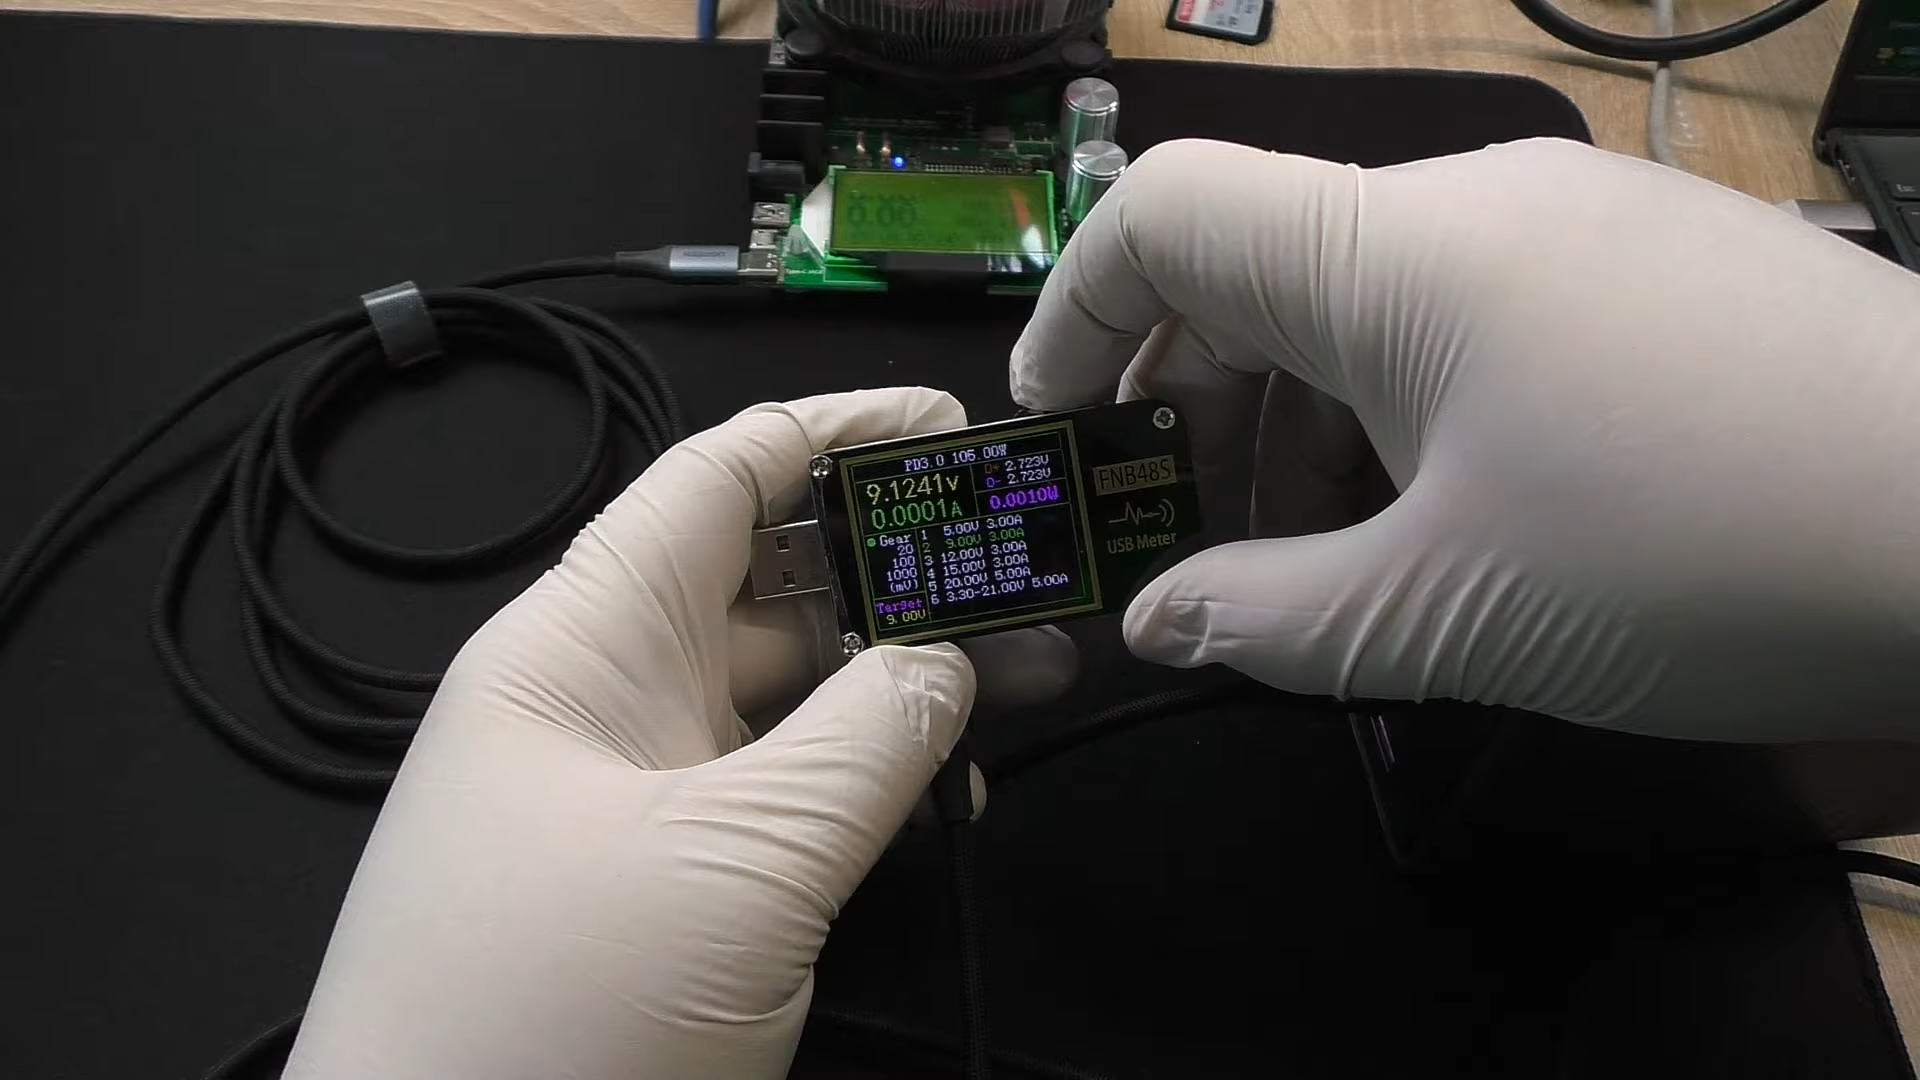 PD3.0 105.00W
9.1241V
0.0001A
D+ 2.723V
D- 2.723V
0.0010W
Gear
20
100
1000
(mV)
Target
9.00V
1 5.00V 3.00A
2 9.00V 3.00A
3 12.00V 3.00A
4 15.00V 3.00A
5 20.00V 5.00A
6 3.30-21.00V 5.00A
FNB48S
USB Meter
0.00
Esc